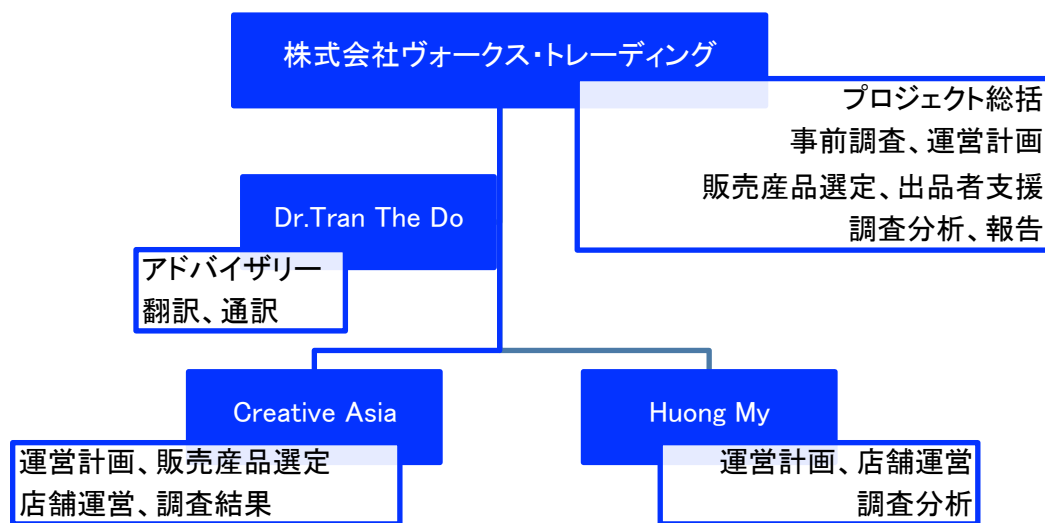 株式会社ヴォークス・トレーディング
プロジェクト総括
事前調査、運営計画
販売産品選定、出品者支援
調査分析、報告
Dr.Tran The Do
アドバイザリー
翻訳、通訳
Creative Asia
運営計画、販売産品選定
店舗運営、調査結果
Huong My
運営計画、店舗運営
調査分析